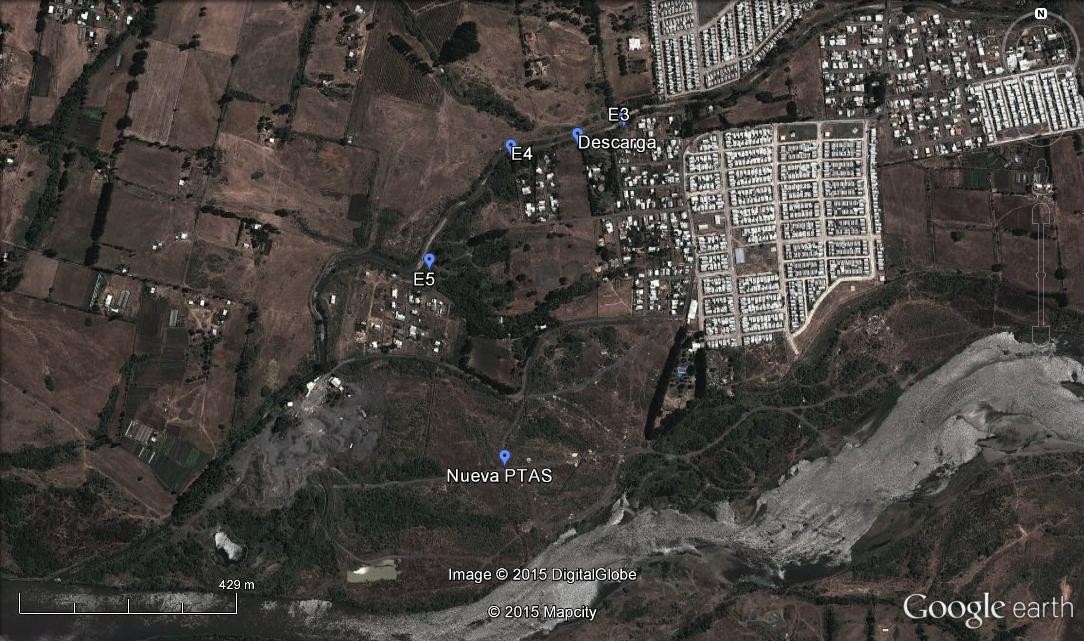 N
E3
Descarga
E4
E5
Nueva PTAS
Image © 2015 DigitalGlobe
429 m
© 2015 Mapcity
Google earth